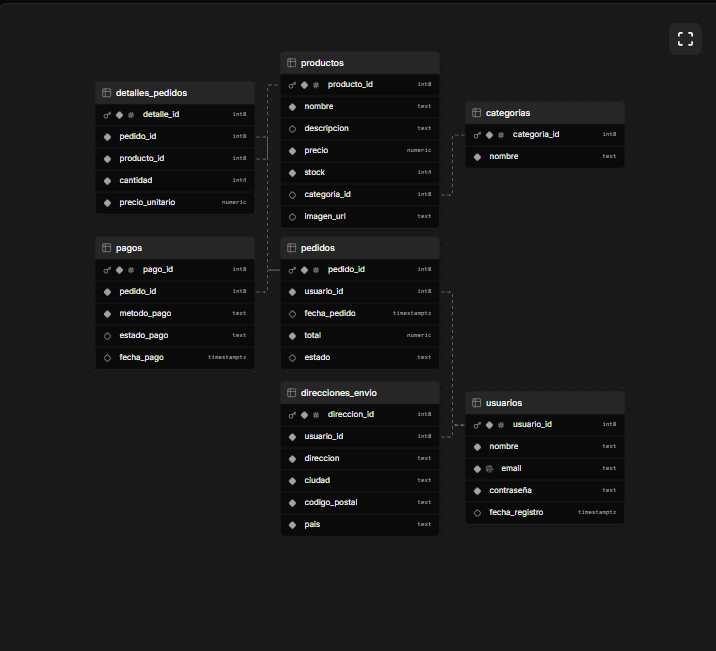 detalles_pedidos
detalle_id int8
pedido_id int8
producto_id int8
cantidad int4
precio_unitario numeric
productos
# producto_id int8
nombre text
descripcion text
precio numeric
stock int4
categoria_id int8
imagen_url text
categorias
# categoria_id int8
nombre text
pagos
# pago_id int8
pedido_id int8
metodo_pago text
estado_pago text
fecha_pago timestamptz
pedidos
# pedido_id int8
usuario_id int8
fecha_pedido timestamptz
total numeric
estado text
direcciones_envio
# direccion_id int8
usuario_id int8
direccion text
ciudad text
codigo_postal text
pais text
usuarios
# usuario_id int8
nombre text
email text
contraseña text
fecha_registro timestamptz